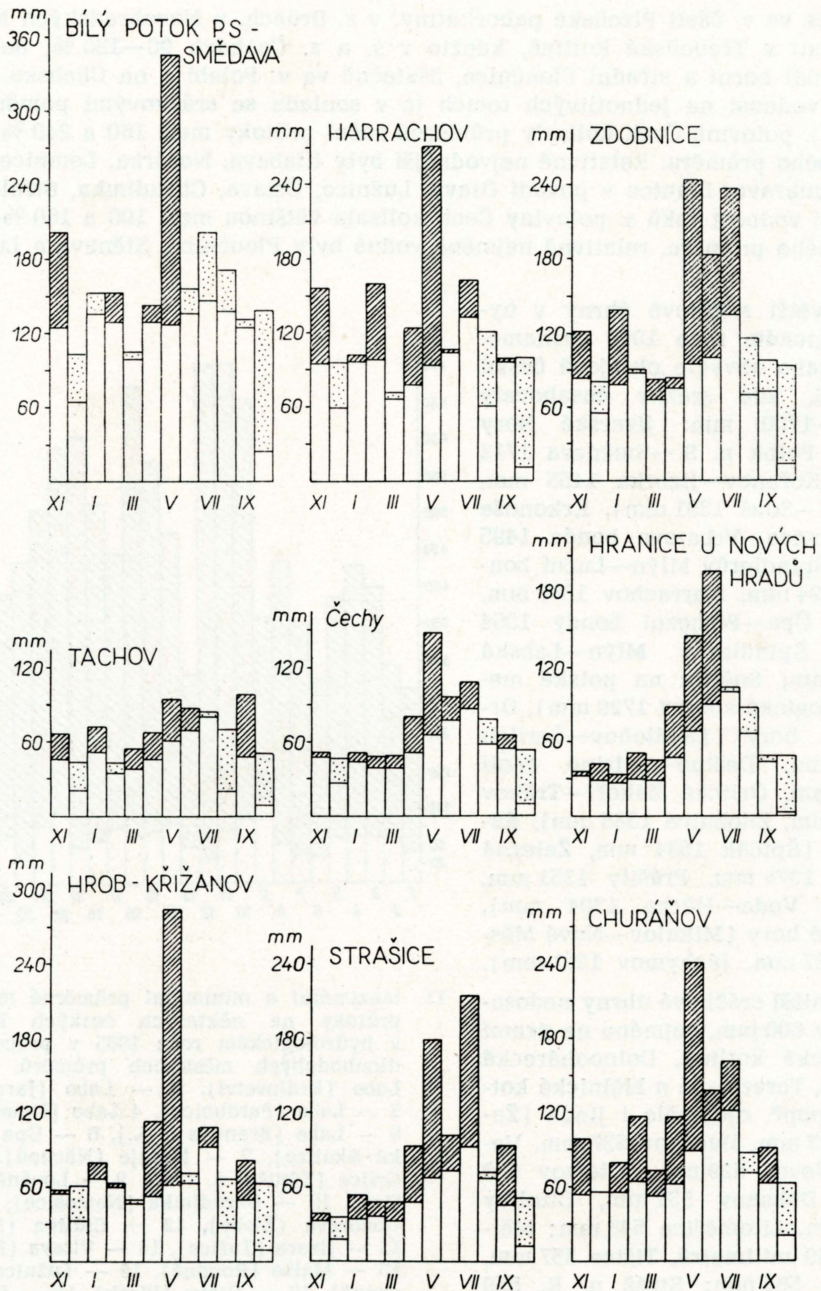 mm
360
300
240
180
120
60
BÍLÝ POTOK P.S.-
SMĚDAVA
XI I III V VII IX
mm
240
180
120
60
HARRACHOV
XI I III V VII IX
mm
240
180
120
60
ZDOBNICE
XI I III V VII IX
mm
120
60
TACHOV
XI I III V VII IX
mm
120
60
Čechy
XI I III V VII IX
mm
180
120
60
HRANICE U NOVÝCH
HRADŮ
XI I III V VII IX
mm
300
240
180
120
60
HROB - KŘIŽANOV
XI I III V VII IX
mm
240
180
120
60
STRAŠICE
XI I III V VII IX
mm
240
180
120
60
CHURÁŇOV
XI I III V VII IX